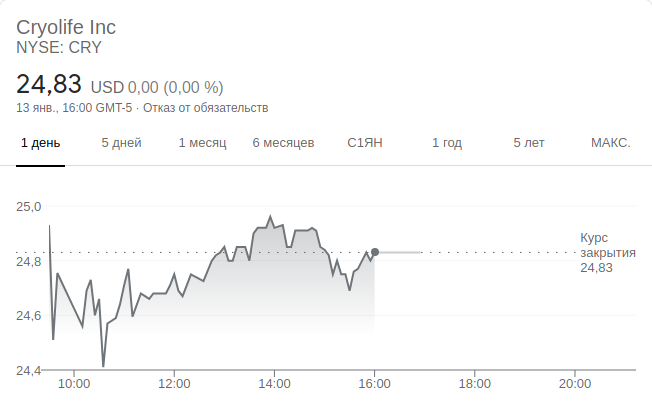 Cryolife Inc
NYSE: CRY
24,83 USD 0,00 (0,00 %)
13 янв., 16:00 GMT-5 · Отказ от обязательств
1 день 5 дней 1 месяц 6 месяцев С1ЯН 1 год 5 лет МАКС.
25,0
Курс
закрытия
24,83
24,8
24,6
24,4
10:00 12:00 14:00 16:00 18:00 20:00